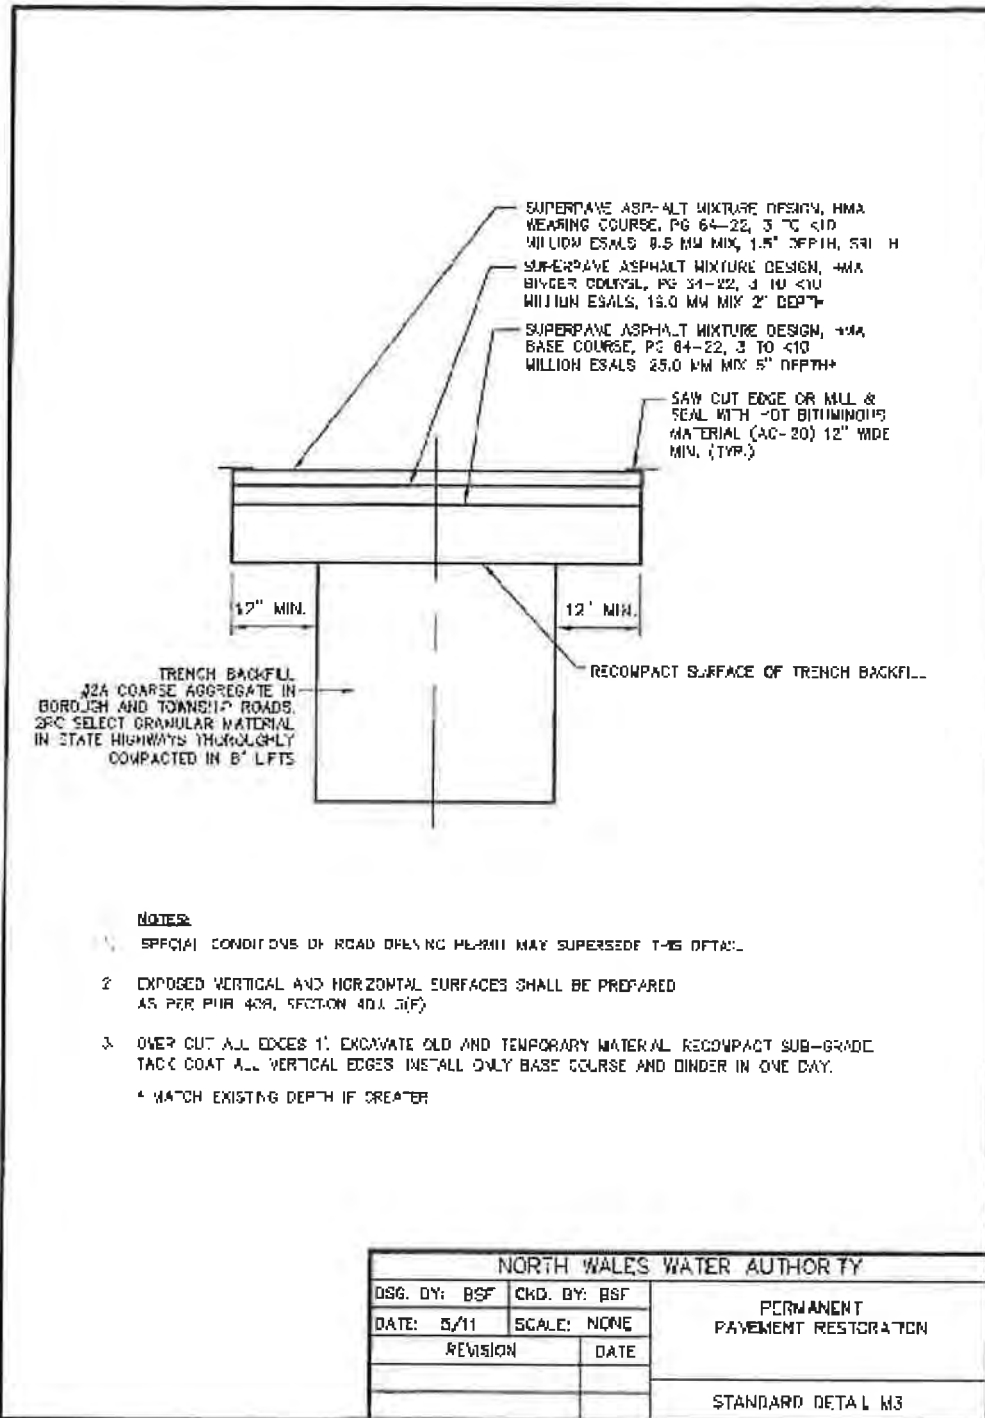 SUPERPAVE ASPHALT MIXTURE DESIGN, HMA
WEARING COURSE, PG 64-22, 3 TO <10
MILLION ESALS 9.5 MM MIX, 1.5" DEPTH, SRL H
SUPERPAVE ASPHALT MIXTURE DESIGN, HMA
BINDER COURSE, PG 64-22, 3 TO <10
MILLION ESALS, 19.0 MM MIX 2" DEPTH
SUPERPAVE ASPHALT MIXTURE DESIGN, HMA
BASE COURSE, PG 64-22, 3 TO <10
MILLION ESALS 25.0 MM MIX 5" DEPTH*
SAW CUT EDGE OR MILL &
SEAL WITH HOT BITUMINOUS
MATERIAL (AC-20) 12" WIDE
MIN. (TYP.)
12" MIN.
12" MIN.
RECOMPACT SURFACE OF TRENCH BACKFILL
TRENCH BACKFILL
#2A COARSE AGGREGATE IN
BOROUGH AND TOWNSHIP ROADS.
2RC SELECT GRANULAR MATERIAL
IN STATE HIGHWAYS THOROUGHLY
COMPACTED IN 8" LIFTS
NOTES:
1. SPECIAL CONDITIONS OF ROAD OPENING PERMIT MAY SUPERSEDE THIS DETAIL
2 EXPOSED VERTICAL AND HORIZONTAL SURFACES SHALL BE PREPARED
AS PER PUB 408, SECTION
3. OVER CUT ALL EDGES 1'. EXCAVATE OLD AND TEMPORARY MATERIAL RECOMPACT SUB-GRADE
TACK COAT ALL VERTICAL EDGES INSTALL ONLY BASE COURSE AND BINDER IN ONE DAY.
* MATCH EXISTING DEPTH IF GREATER
NORTH WALES WATER AUTHORITY
DSG. BY: BSF
CKD. BY: BSF
DATE: 5/11
SCALE: NONE
REVISION
DATE
PERMANENT
PAVEMENT RESTORATION
STANDARD DETAIL M3